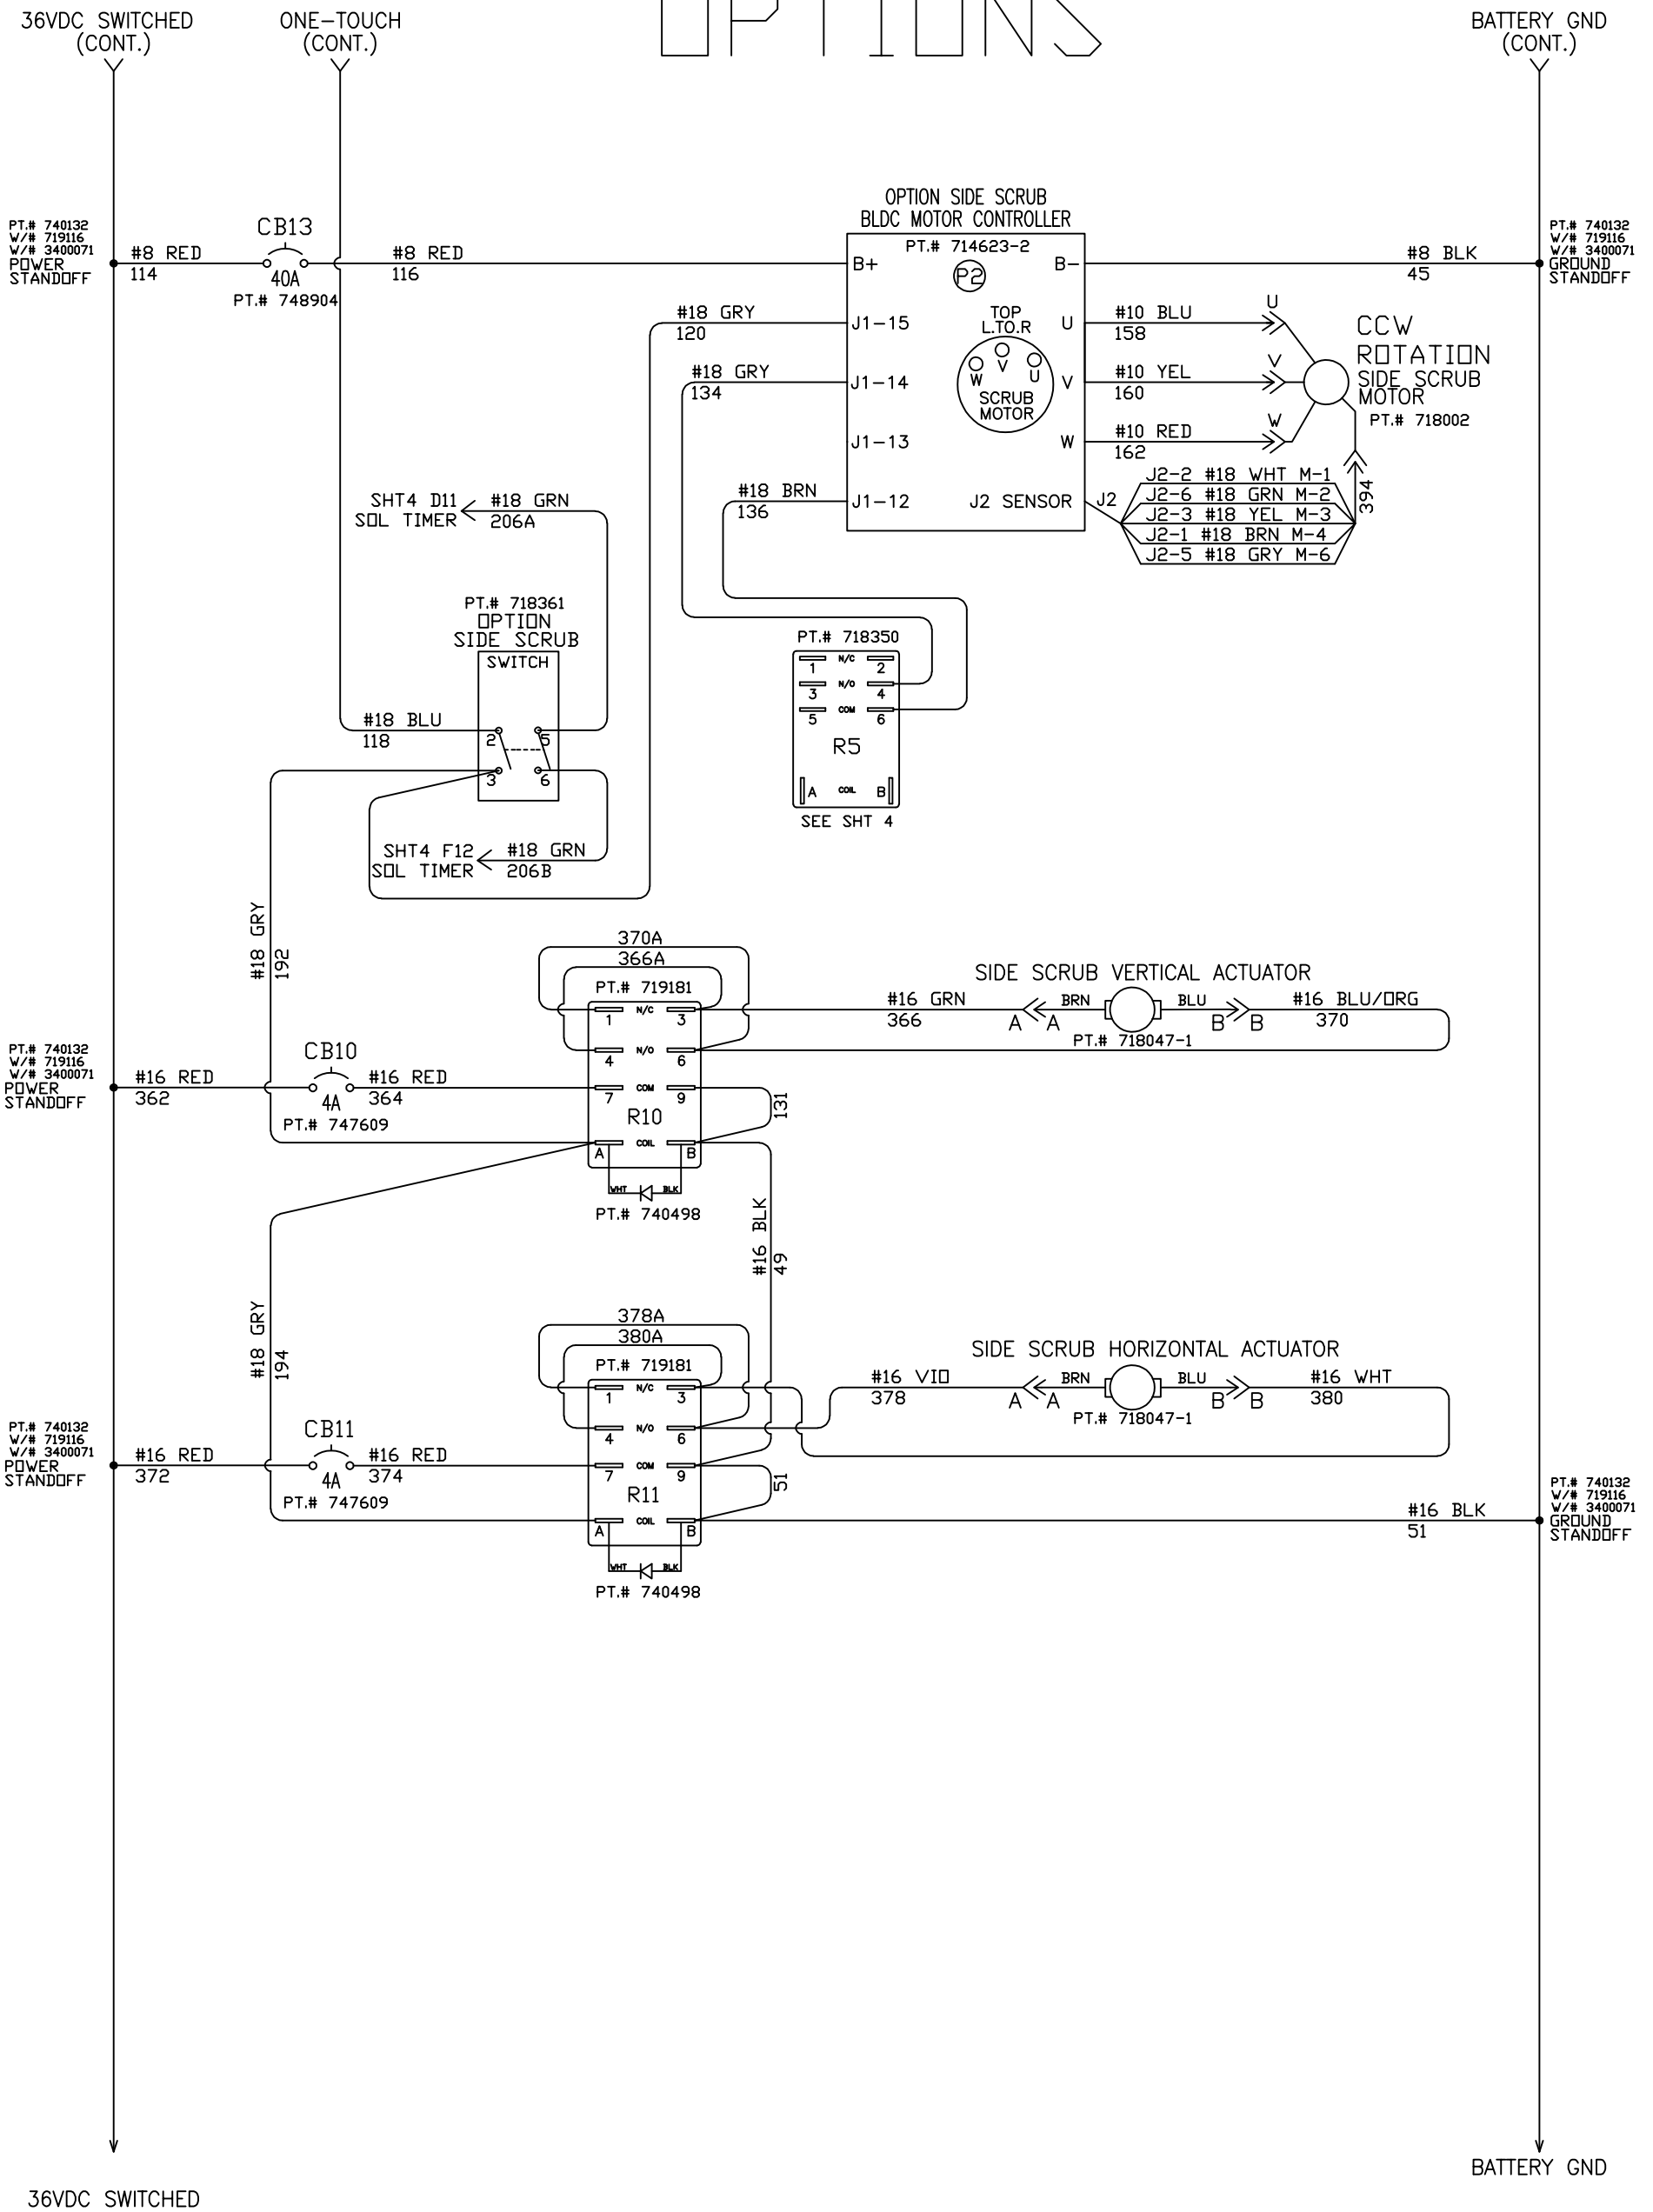 OPTIONS
36VDC SWITCHED
(CONT.)
ONE-TOUCH
(CONT.)
BATTERY GND
(CONT.)
PT.# 740132
W/# 719116
W/# 3400071
POWER
STANDOFF
#8 RED
114
CB13
40A
PT.# 748904
#8 RED
116
OPTION SIDE SCRUB
BLDC MOTOR CONTROLLER
PT.# 714623-2
B+
P2
B-
#8 BLK
45
PT.# 740132
W/# 719116
W/# 3400071
GROUND
STANDOFF
#18 GRY
120
J1-15
TOP
L.TO.R
U
#10 BLU
158
U
#18 GRY
134
J1-14
W
V
U
SCRUB
MOTOR
V
#10 YEL
160
V
CCW
ROTATION
SIDE SCRUB
MOTOR
PT.# 718002
J1-13
W
#10 RED
162
W
#18 BRN
136
J1-12
J2 SENSOR
J2
J2-2 #18 WHT M-1
J2-6 #18 GRN M-2
J2-3 #18 YEL M-3
J2-1 #18 BRN M-4
J2-5 #18 GRY M-6
394
SHT4 D11
SOL TIMER
#18 GRN
206A
PT.# 718361
OPTION
SIDE SCRUB
SWITCH
#18 BLU
118
2
5
3
6
SHT4 F12
SOL TIMER
#18 GRN
206B
PT.# 718350
1
N/C
2
3
N/O
4
5
COM
6
R5
A
COIL
B
SEE SHT 4
#18 GRY
192
370A
366A
PT.# 719181
1
N/C
3
4
N/O
6
7
COM
9
R10
A
COIL
B
WHT
BLK
PT.# 740498
131
#16 BLK
49
#16 GRN
366
SIDE SCRUB VERTICAL ACTUATOR
A
A
BRN
BLU
B
B
PT.# 718047-1
#16 BLU/ORG
370
PT.# 740132
W/# 719116
W/# 3400071
POWER
STANDOFF
#16 RED
362
CB10
4A
PT.# 747609
#16 RED
364
#18 GRY
194
378A
380A
PT.# 719181
1
N/C
3
4
N/O
6
7
COM
9
R11
A
COIL
B
WHT
BLK
PT.# 740498
51
#16 VIO
378
SIDE SCRUB HORIZONTAL ACTUATOR
A
A
BRN
BLU
B
B
PT.# 718047-1
#16 WHT
380
PT.# 740132
W/# 719116
W/# 3400071
POWER
STANDOFF
#16 RED
372
CB11
4A
PT.# 747609
#16 RED
374
#16 BLK
51
PT.# 740132
W/# 719116
W/# 3400071
GROUND
STANDOFF
BATTERY GND
36VDC SWITCHED